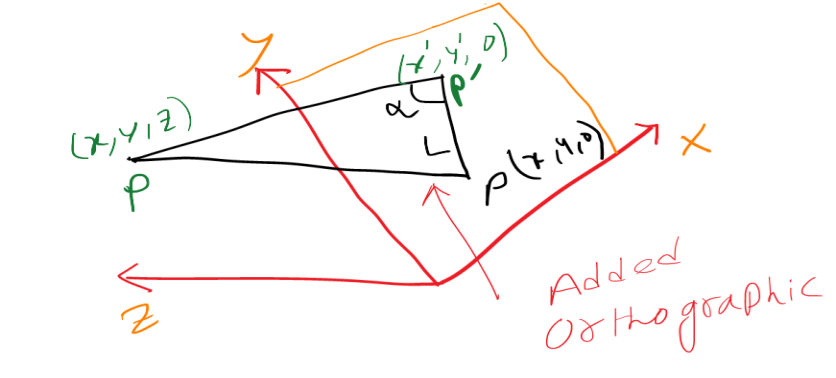 Y
(x', y', 0)
P'
α
(x, y, z)
P
L
P(x, y, 0)
X
Z
Added
Orthographic